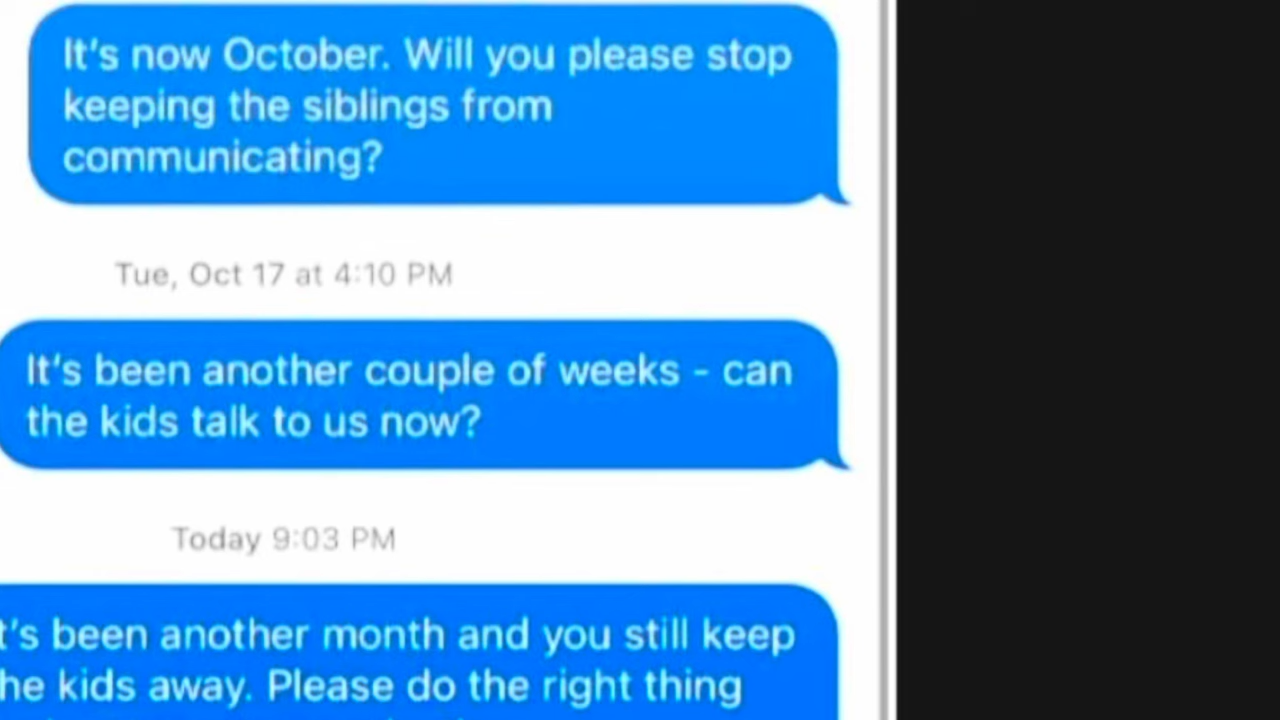 It's now October. Will you please stop
keeping the siblings from
communicating?
Tue, Oct 17 at 4:10 PM
It's been another couple of weeks - can
the kids talk to us now?
Today 9:03 PM
t's been another month and you still keep
he kids away. Please do the right thing